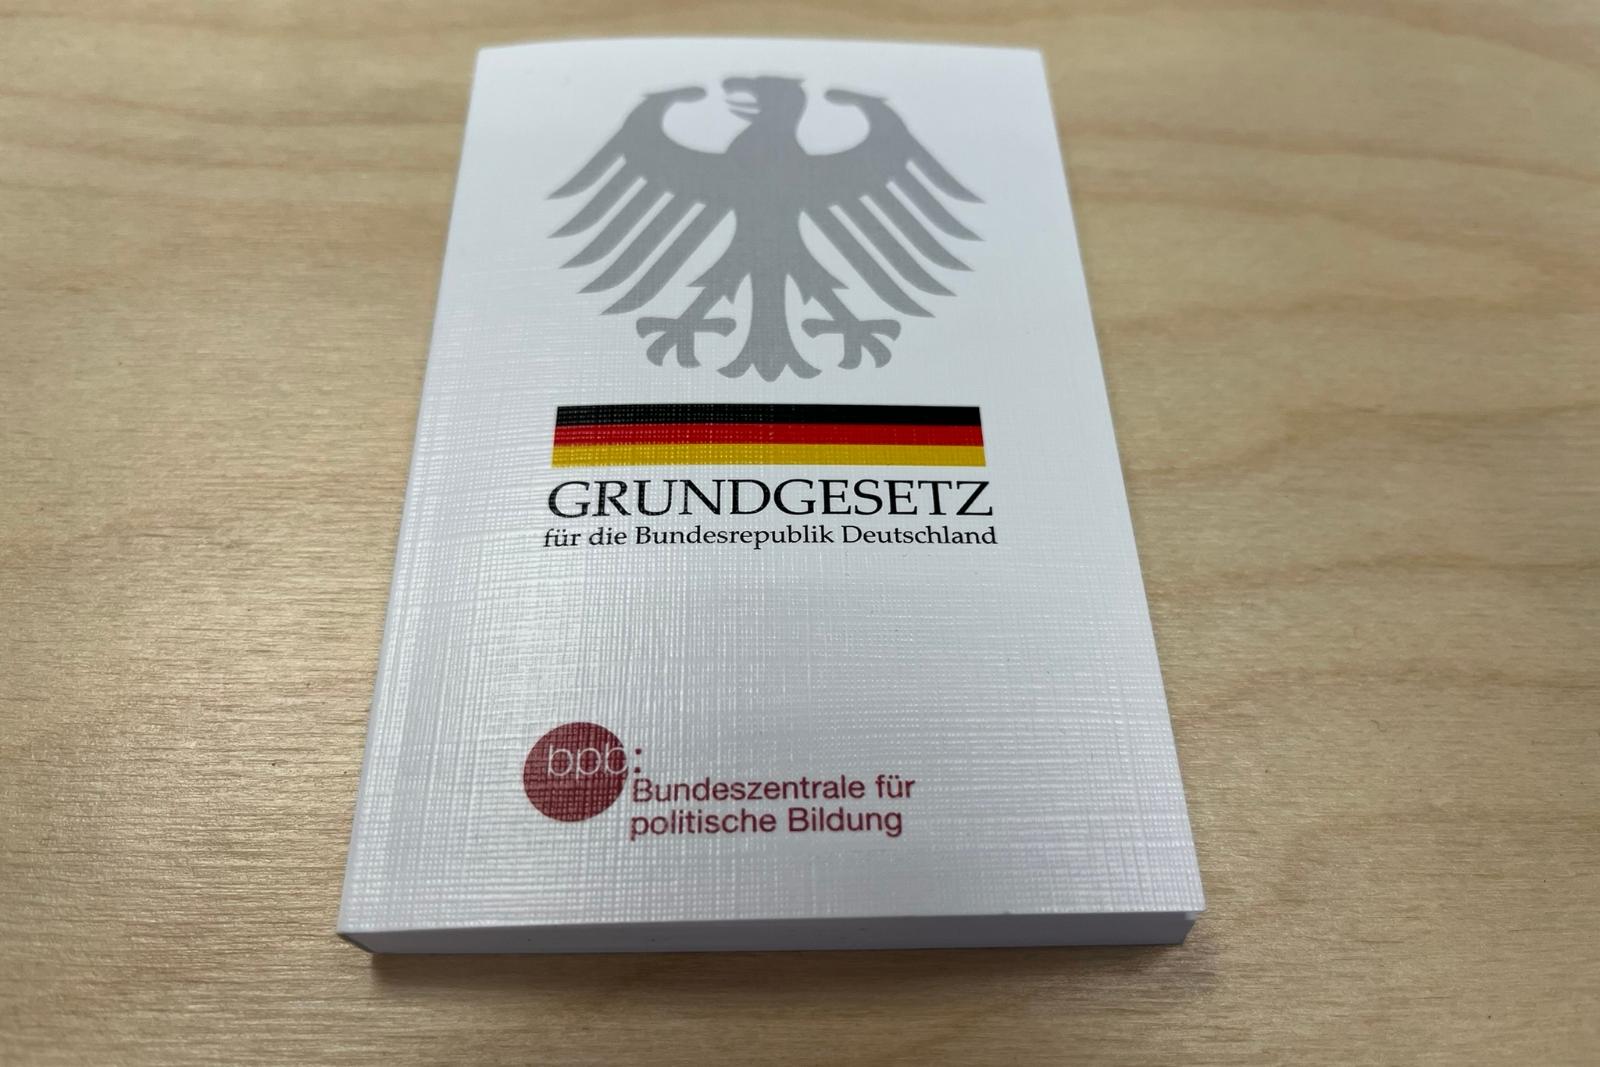 GRUNDGESETZ
für die Bundesrepublik Deutschland
bpb:
Bundeszentrale für
politische Bildung